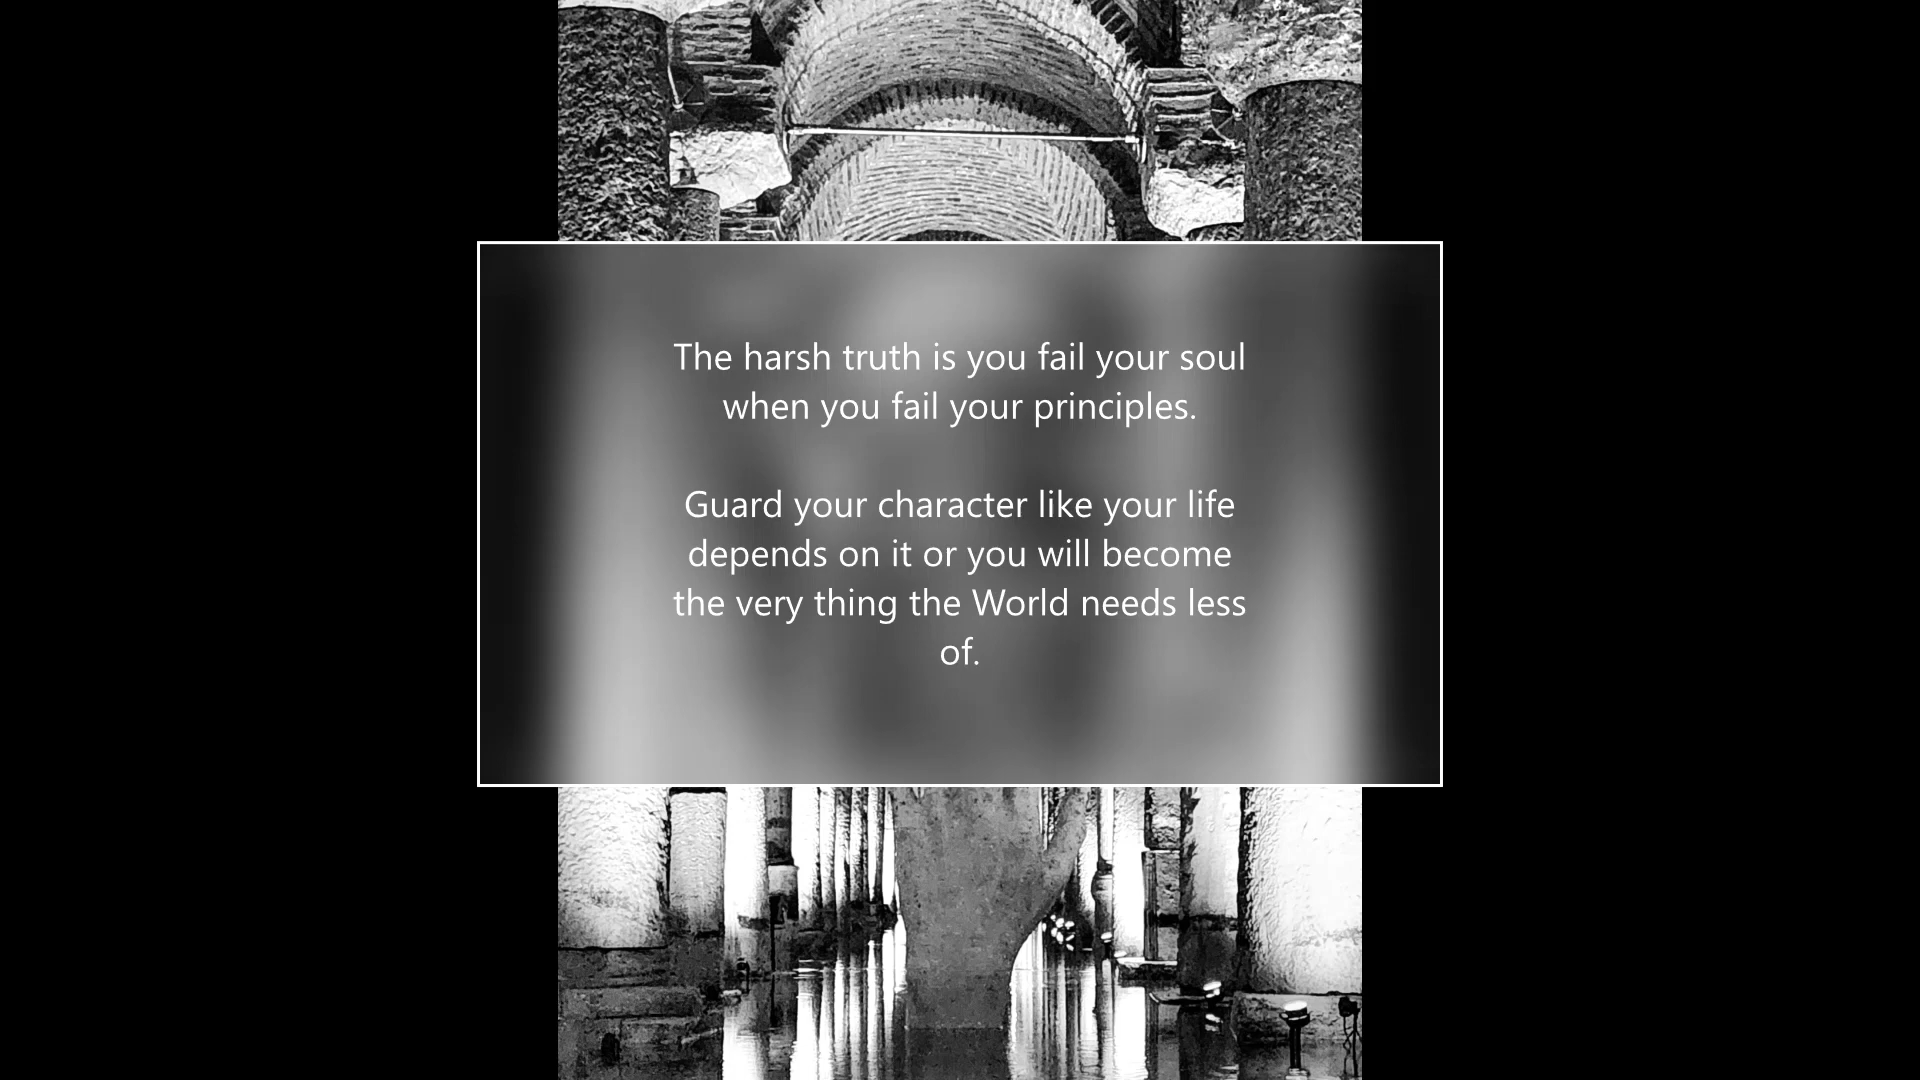 The harsh truth is you fail your soul
when you fail your principles.
Guard your character like your life
depends on it or you will become
the very thing the World needs less
of.